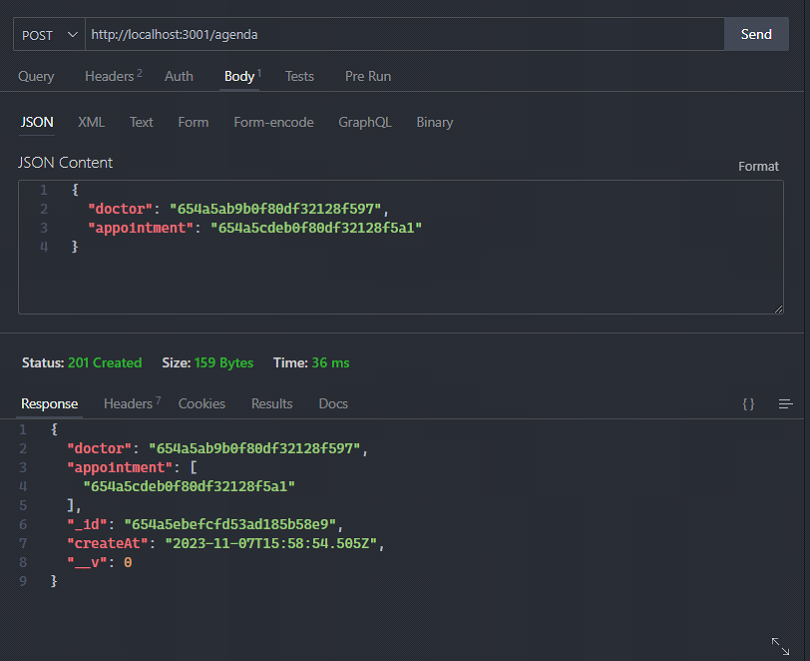 POST http://localhost:3001/agenda Send
Query Headers 2 Auth Body 1 Tests Pre Run
JSON XML Text Form Form-encode GraphQL Binary
JSON Content
Format
1 {
2 "doctor": "654a5ab9b0f80df32128f597",
3 "appointment": "654a5cdeb0f80df32128f5a1"
4 }
Status: 201 Created Size: 159 Bytes Time: 36 ms
Response Headers 7 Cookies Results Docs { }
1 {
2 "doctor": "654a5ab9b0f80df32128f597",
3 "appointment": [
4 "654a5cdeb0f80df32128f5a1"
5 ],
6 "_id": "654a5ebefcfd53ad185b58e9",
7 "createAt": "2023-11-07T15:58:54.505Z",
8 "__v": 0
9 }